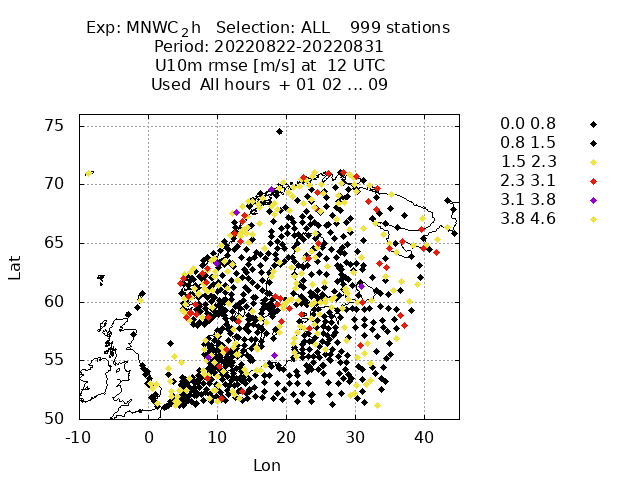 Exp: MNWC2h   Selection: ALL    999 stations
Period: 20220822-20220831
U10m rmse [m/s] at  12 UTC
Used  All hours  + 01 02 ... 09
0.0 0.8
0.8 1.5
1.5 2.3
2.3 3.1
3.1 3.8
3.8 4.6
75
70
65
60
55
50
Lat
-10 0 10 20 30 40
Lon